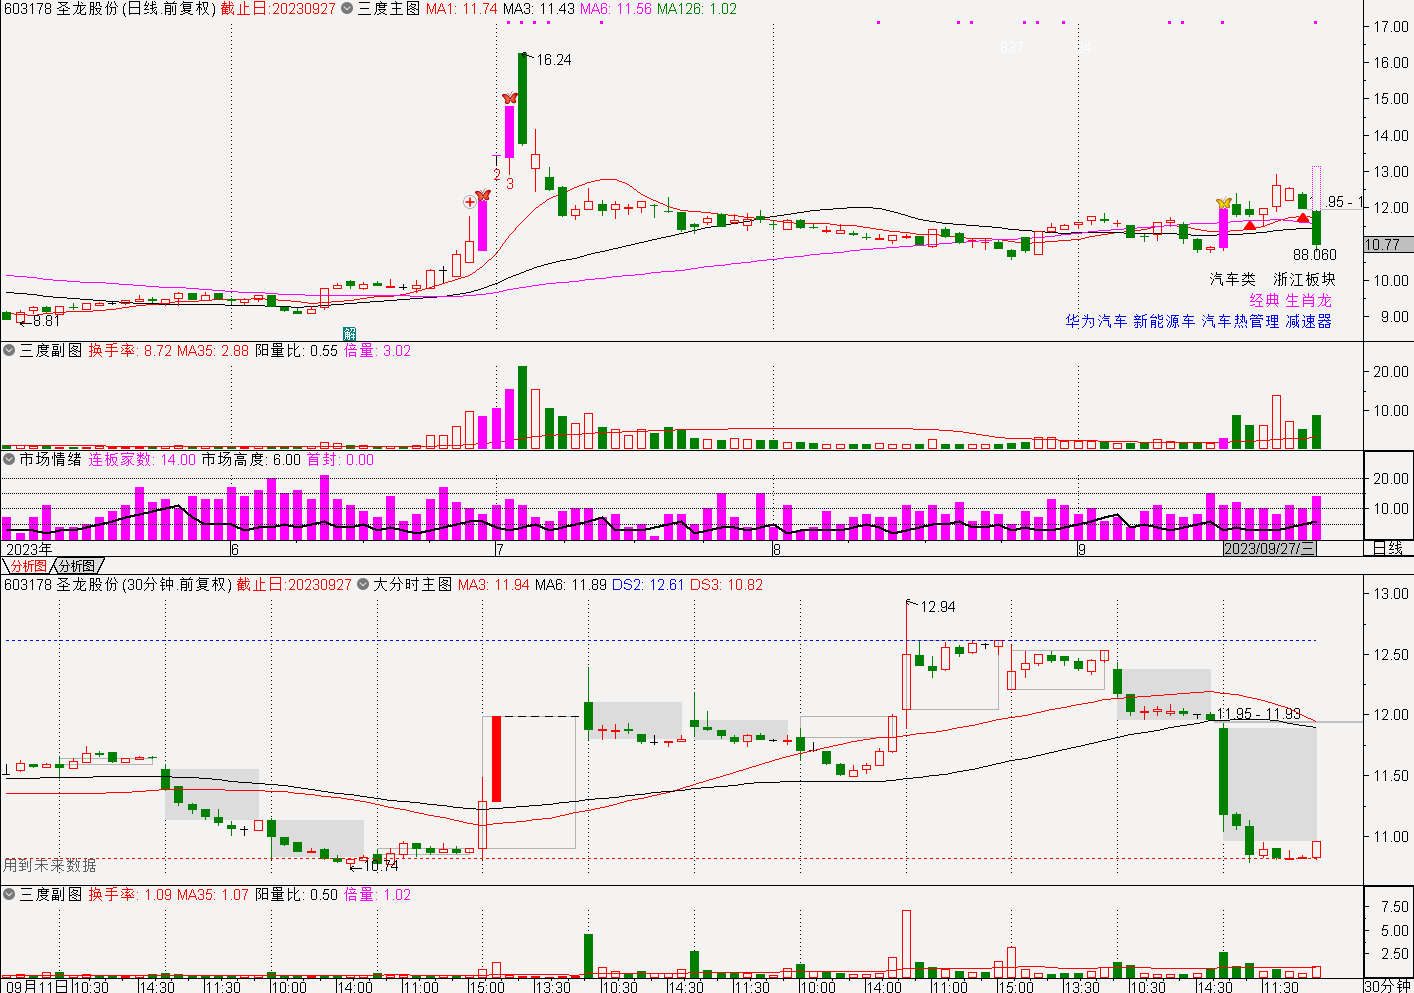 603178 圣龙股份(日线.前复权) 截止日:20230927 三度主图 MA1: 11.74 MA3: 11.43 MA6: 11.56 MA126: 1.02
17.00
837
16.24
16.00
15.00
14.00
13.00
2
3
.95 - 1
12.00
10.77
88.060
汽车类 浙江板块
10.00
经典 生肖龙
8.81
9.00
华为汽车 新能源车 汽车热管理 减速器
解
三度副图 换手率: 8.72 MA35: 2.88 阳量比: 0.55 倍量: 3.02
20.00
10.00
市场情绪 连板家数: 14.00 市场高度: 6.00 首封: 0.00
20.00
10.00
2023年 6 7 8 9 2023/09/27/三 日线
分析图 分析图
603178 圣龙股份(30分钟.前复权) 截止日:20230927 大分时主图 MA3: 11.94 MA6: 11.89 DS2: 12.61 DS3: 10.82
13.00
12.94
12.50
12.00
11.95 - 11.93
11.50
11.00
用到未来数据
10.74
三度副图 换手率: 1.09 MA35: 1.07 阳量比: 0.50 倍量: 1.02
7.50
5.00
2.50
09月11日 10:30 14:30 11:30 10:00 14:00 11:00 15:00 13:30 10:30 14:30 11:30 10:00 14:00 11:00 15:00 13:30 10:30 14:30 11:30 30分钟